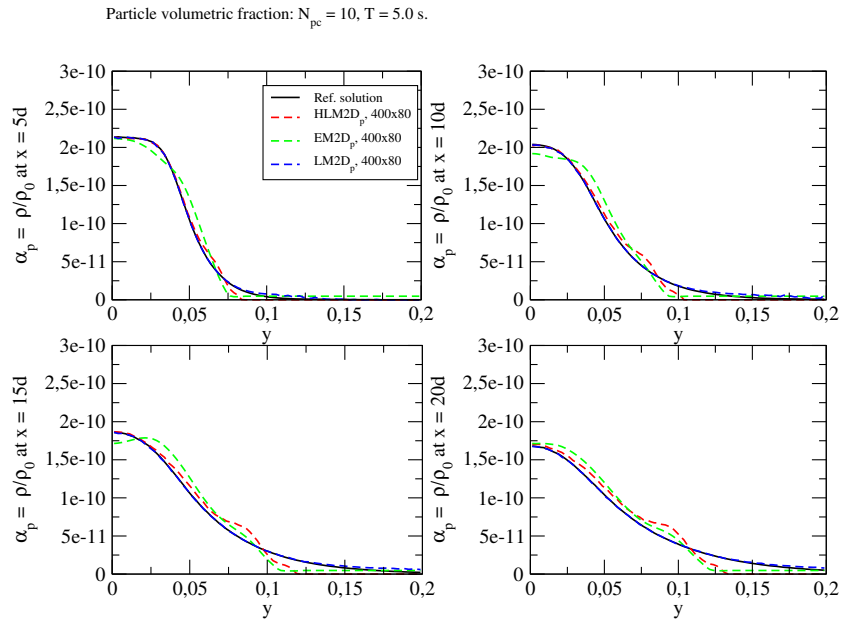 Particle volumetric fraction: N_pc = 10, T = 5.0 s.
α_p = ρ/ρ_0 at x = 5d
3e-10
2,5e-10
2e-10
1,5e-10
1e-10
5e-11
0
0 0,05 0,1 0,15 0,2
y
Ref. solution
HLM2D_p, 400x80
EM2D_p, 400x80
LM2D_p, 400x80
α_p = ρ/ρ_0 at x = 10d
3e-10
2,5e-10
2e-10
1,5e-10
1e-10
5e-11
0
0 0,05 0,1 0,15 0,2
y
α_p = ρ/ρ_0 at x = 15d
3e-10
2,5e-10
2e-10
1,5e-10
1e-10
5e-11
0
0 0,05 0,1 0,15 0,2
y
α_p = ρ/ρ_0 at x = 20d
3e-10
2,5e-10
2e-10
1,5e-10
1e-10
5e-11
0
0 0,05 0,1 0,15 0,2
y